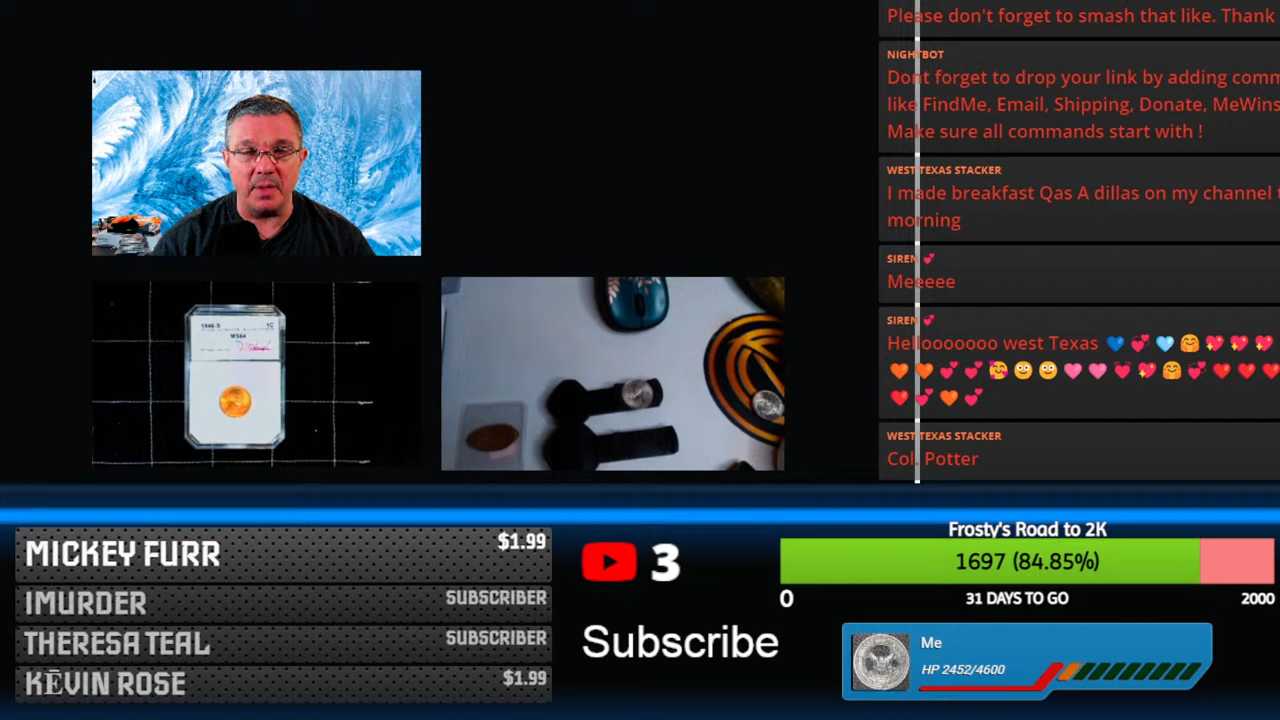 Please don't forget to smash that like. Thank
NIGHTBOT
Dont forget to drop your link by adding comm
like FindMe, Email, Shipping, Donate, MeWins
Make sure all commands start with !
WEST TEXAS STACKER
I made breakfast Qas A dillas on my channel t
morning
SIREN 💕
Meeeee
SIREN 💕
Hellooooooo west Texas 💙 💞 🩵 🤗 💖 💖 💖
🧡 🧡 💕 💕 🥰 🙂 🙂 🩷 🩷 💓 💖 🤗 💞 ❤️ ❤️ ❤️
❤️ 💕 🧡 💕
WEST TEXAS STACKER
Col. Potter
1946-S 1C
MS64
MICKEY FURR $1.99
IMURDER SUBSCRIBER
THERESA TEAL SUBSCRIBER
KEVIN ROSE $1.99
3
Subscribe
Frosty's Road to 2K
1697 (84.85%)
0 31 DAYS TO GO 2000
Me
HP 2452/4600